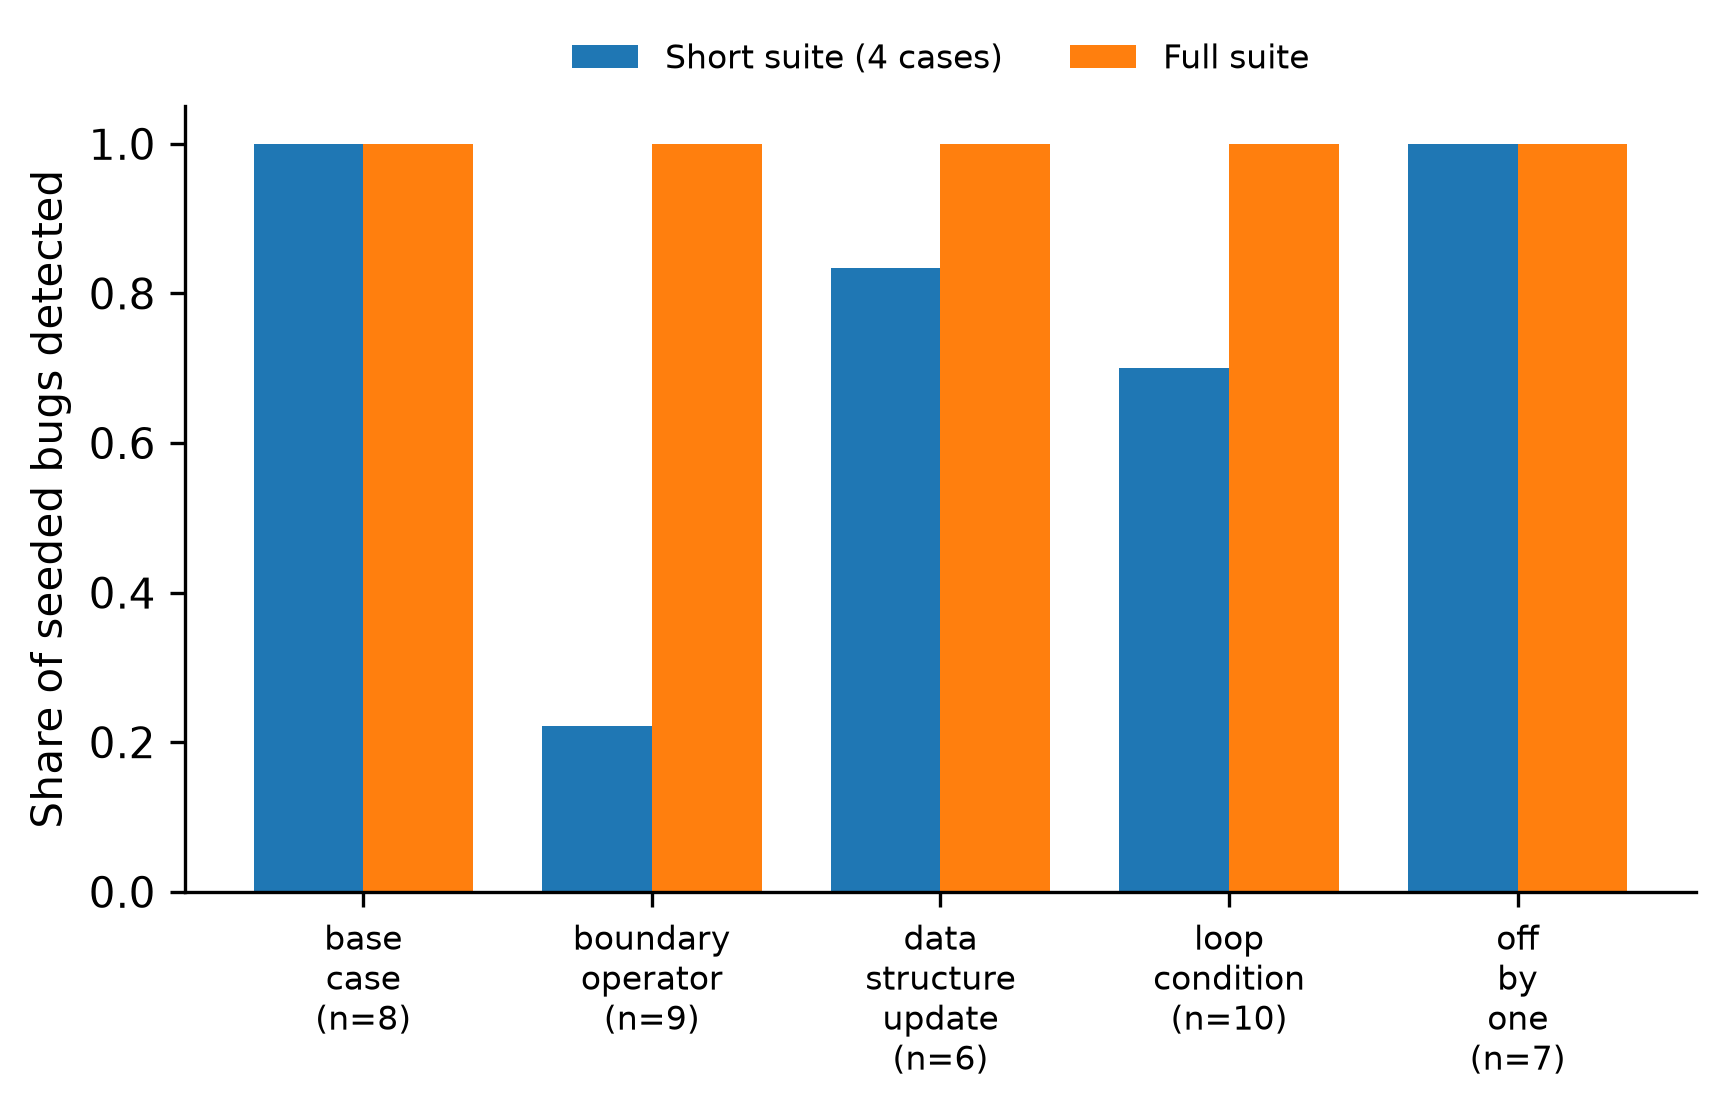 Short suite (4 cases)
Full suite
Share of seeded bugs detected
1.0
0.8
0.6
0.4
0.2
0.0
base
case
(n=8)
boundary
operator
(n=9)
data
structure
update
(n=6)
loop
condition
(n=10)
off
by
one
(n=7)